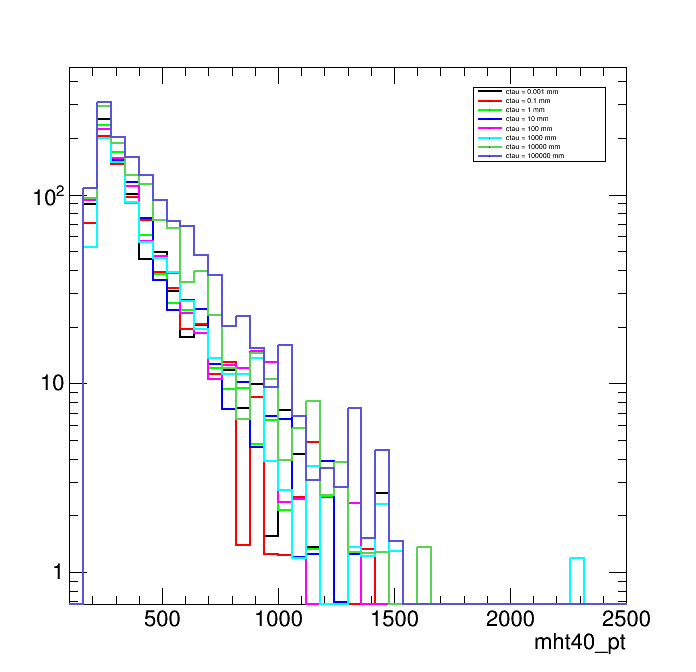 ctau = 0.001 mm
ctau = 0.1 mm
ctau = 1 mm
ctau = 10 mm
ctau = 100 mm
ctau = 1000 mm
ctau = 10000 mm
ctau = 100000 mm
10²
10
1
500 1000 1500 2000 2500
mht40_pt